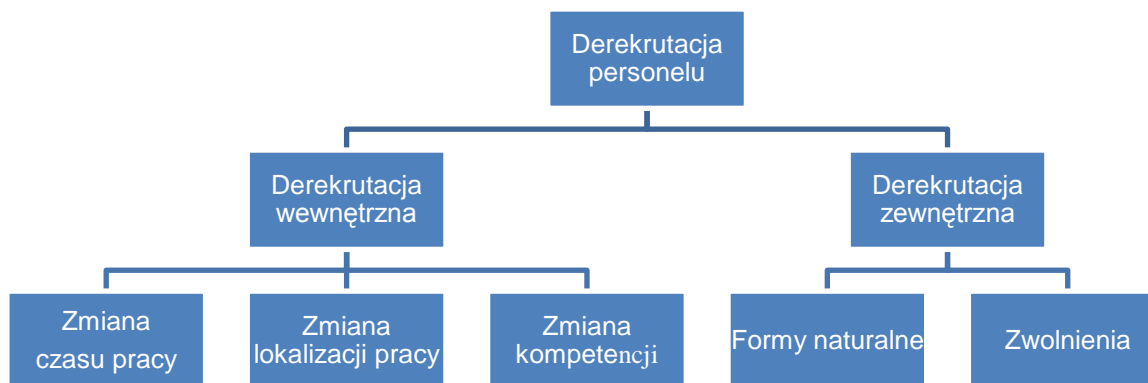 Derekrutacja
personelu
Derekrutacja
wewnętrzna
Derekrutacja
zewnętrzna
Zmiana
czasu pracy
Zmiana
lokalizacji pracy
Zmiana
kompetencji
Formy naturalne
Zwolnienia